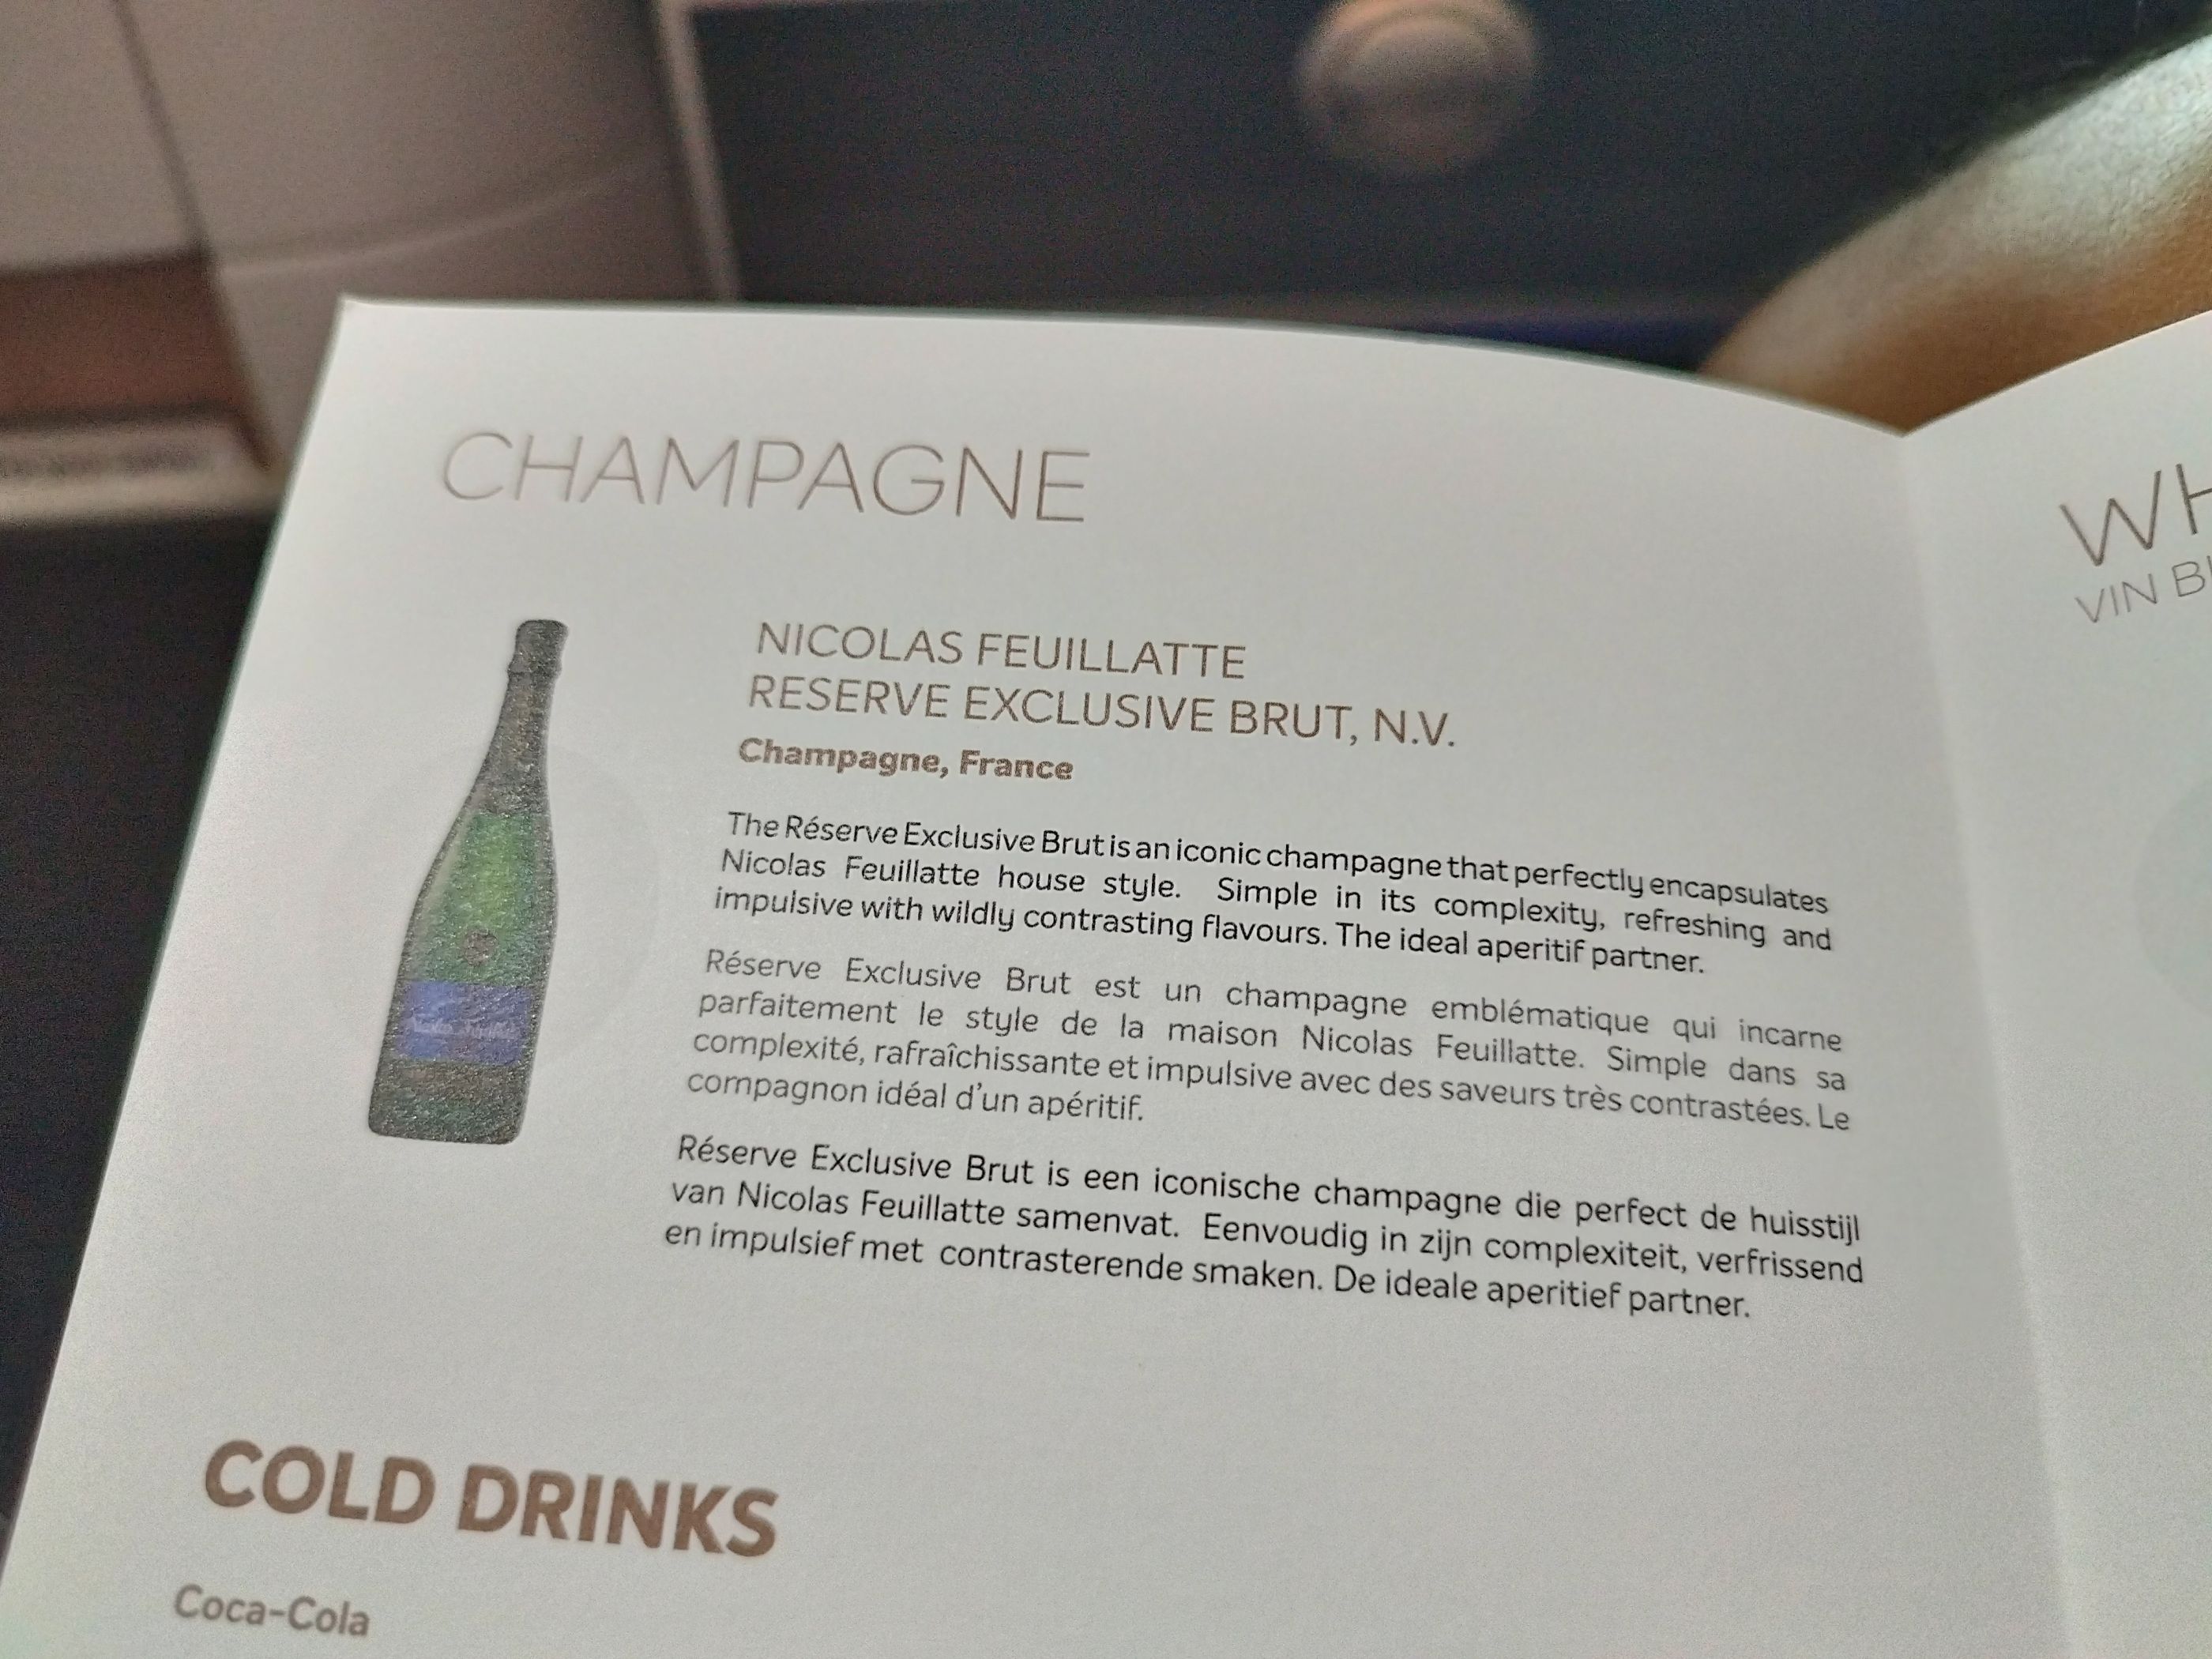 CHAMPAGNE
NICOLAS FEUILLATTE
RESERVE EXCLUSIVE BRUT, N.V.
Champagne, France
The Réserve Exclusive Brut is an iconic champagne that perfectly encapsulates
Nicolas Feuillatte house style. Simple in its complexity, refreshing and
impulsive with wildly contrasting flavours. The ideal aperitif partner.
Réserve Exclusive Brut est un champagne emblématique qui incarne
parfaitement le style de la maison Nicolas Feuillatte. Simple dans sa
complexité, rafraîchissante et impulsive avec des saveurs très contrastées. Le
compagnon idéal d'un apéritif.
Réserve Exclusive Brut is een iconische champagne die perfect de huisstijl
van Nicolas Feuillatte samenvat. Eenvoudig in zijn complexiteit, verfrissend
en impulsief met contrasterende smaken. De ideale aperitief partner.
COLD DRINKS
Coca-Cola
WH
VIN B